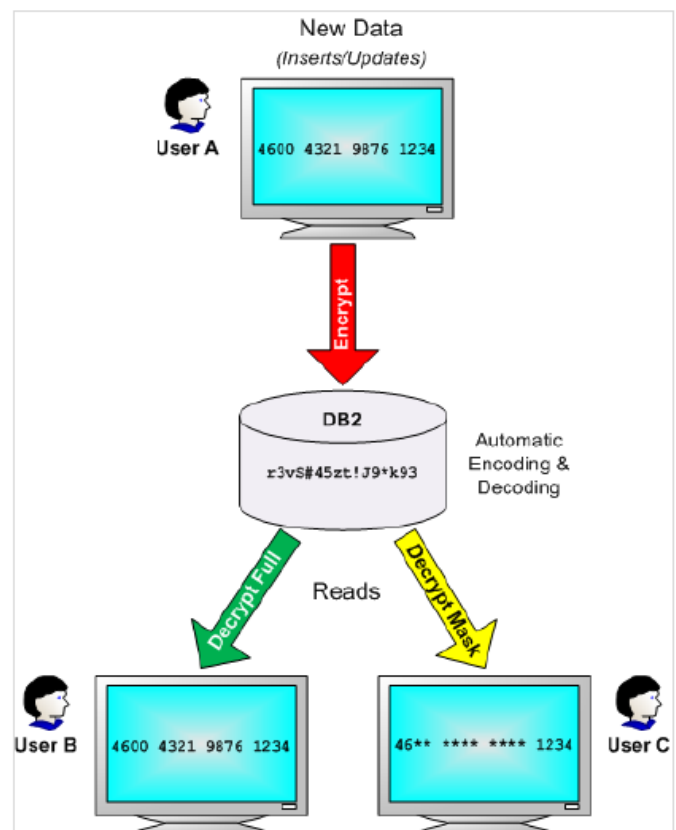 New Data
(Inserts/Updates)
User A
4600 4321 9876 1234
Encrypt
DB2
r3vS#45zt!J9*k93
Automatic
Encoding &
Decoding
Decrypt Full
Reads
Decrypt Mask
User B
4600 4321 9876 1234
46** **** **** 1234
User C